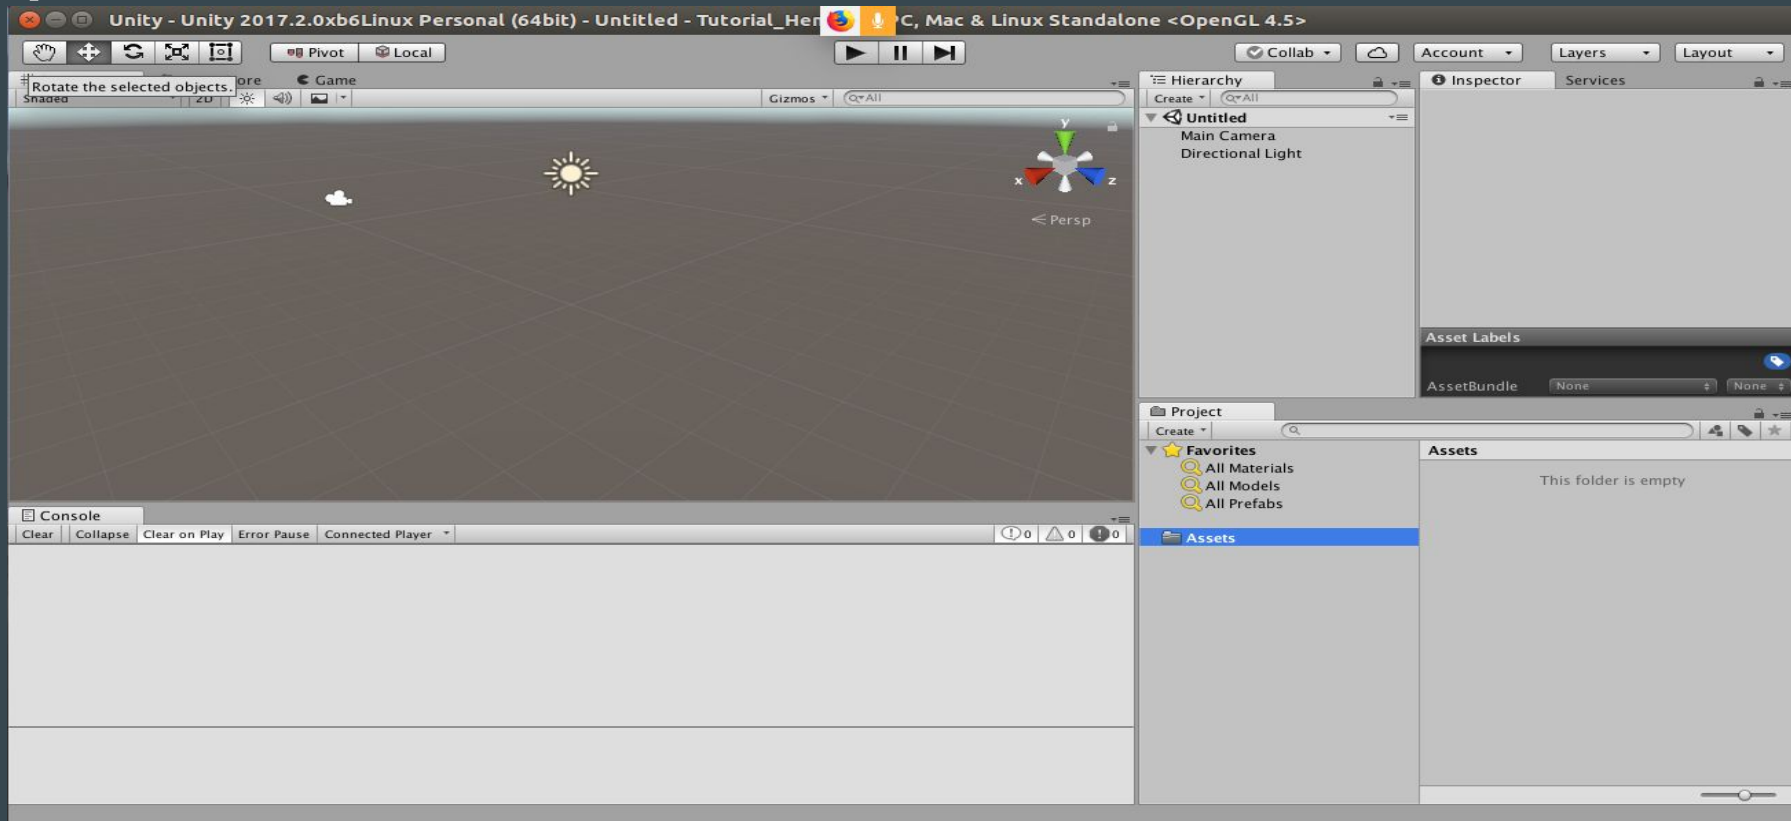 Unity - Unity 2017.2.0xb6Linux Personal (64bit) - Untitled - Tutorial_Hen PC, Mac & Linux Standalone <OpenGL 4.5>
Pivot Local Collab Account Layers Layout
Rotate the selected objects.
Game
Shaded 2D Gizmos All
y
x z
Persp
Hierarchy
Create All
Untitled
Main Camera
Directional Light
Inspector Services
Asset Labels
AssetBundle None None
Console
Clear Collapse Clear on Play Error Pause Connected Player 0 0 0
Project
Create
Favorites
All Materials
All Models
All Prefabs
Assets
Assets
This folder is empty